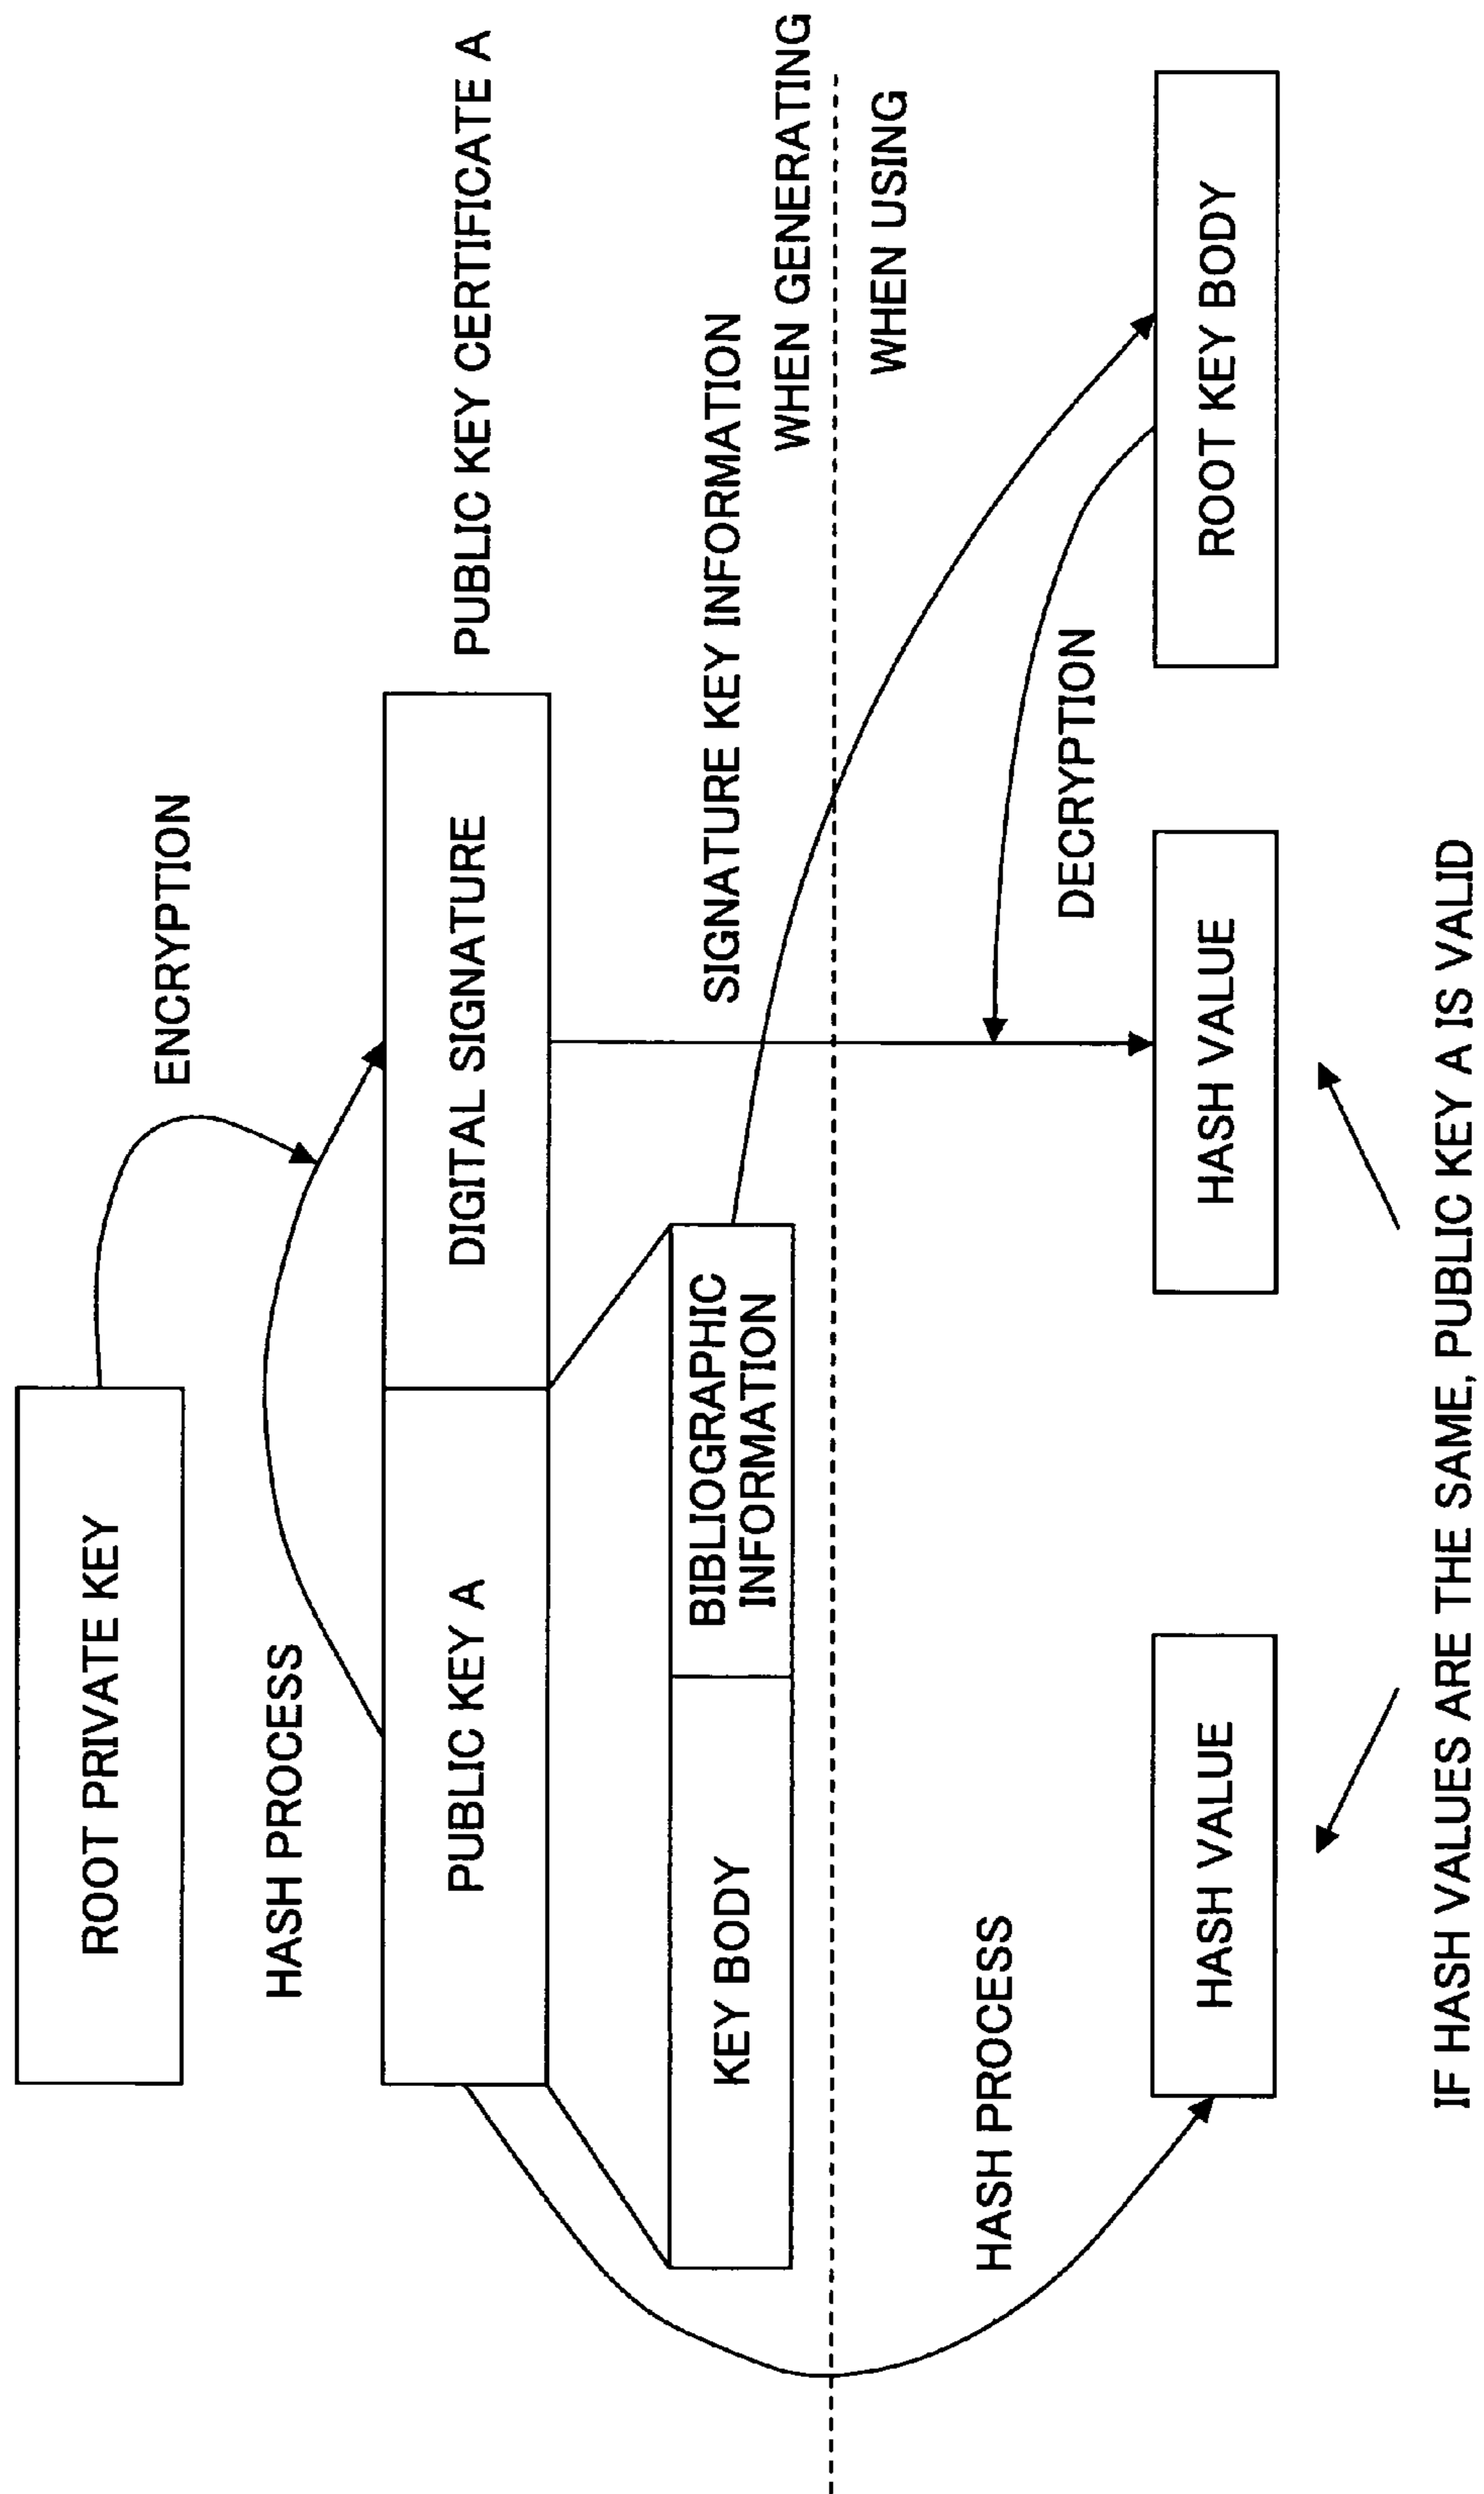 ROOT PRIVATE KEY
ENCRYPTION
HASH PROCESS
PUBLIC KEY A
DIGITAL SIGNATURE
PUBLIC KEY CERTIFICATE A
KEY BODY
BIBLIOGRAPHIC
INFORMATION
SIGNATURE KEY INFORMATION
WHEN GENERATING
WHEN USING
HASH PROCESS
DECRYPTION
HASH VALUE
HASH VALUE
ROOT KEY BODY
IF HASH VALUES ARE THE SAME, PUBLIC KEY A IS VALID